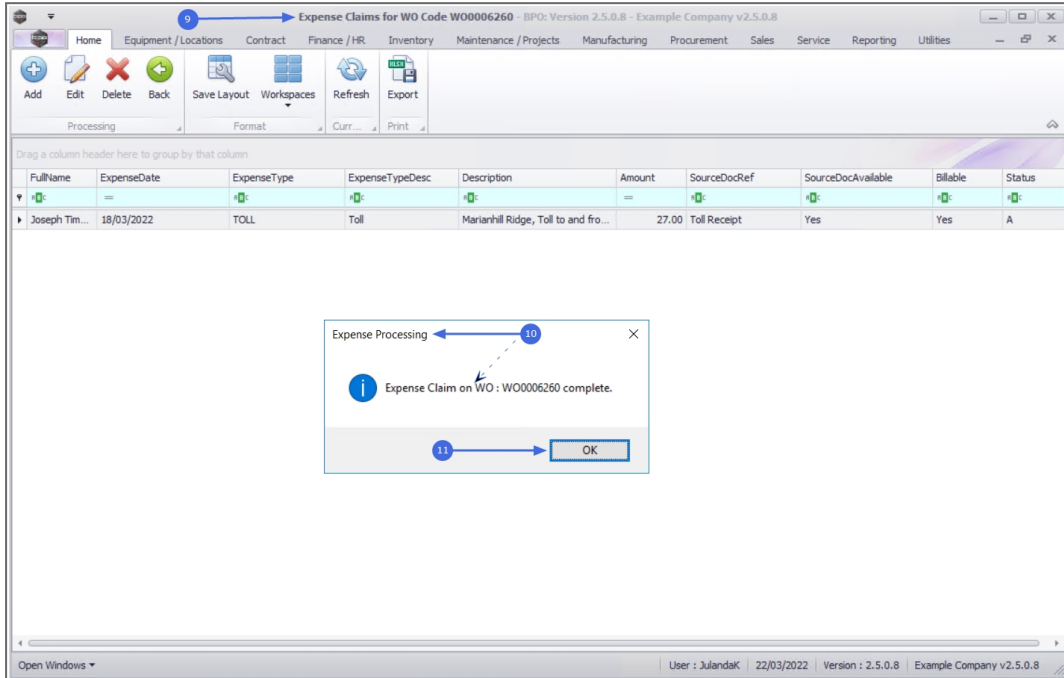 9
Expense Claims for WO Code WO0006260 - BPO: Version 2.5.0.8 - Example Company v2.5.0.8
Home Equipment / Locations Contract Finance / HR Inventory Maintenance / Projects Manufacturing Procurement Sales Service Reporting Utilities
Add Edit Delete Back Save Layout Workspaces Refresh Export
XLSX
Processing Format Curr... Print
Drag a column header here to group by that column
FullName ExpenseDate ExpenseType ExpenseTypeDesc Description Amount SourceDocRef SourceDocAvailable Billable Status
Joseph Tim... 18/03/2022 TOLL Toll Marianhill Ridge, Toll to and fro... 27.00 Toll Receipt Yes Yes A
Expense Processing 10
Expense Claim on WO : WO0006260 complete.
11 OK
Open Windows User : JulandaK 22/03/2022 Version : 2.5.0.8 Example Company v2.5.0.8